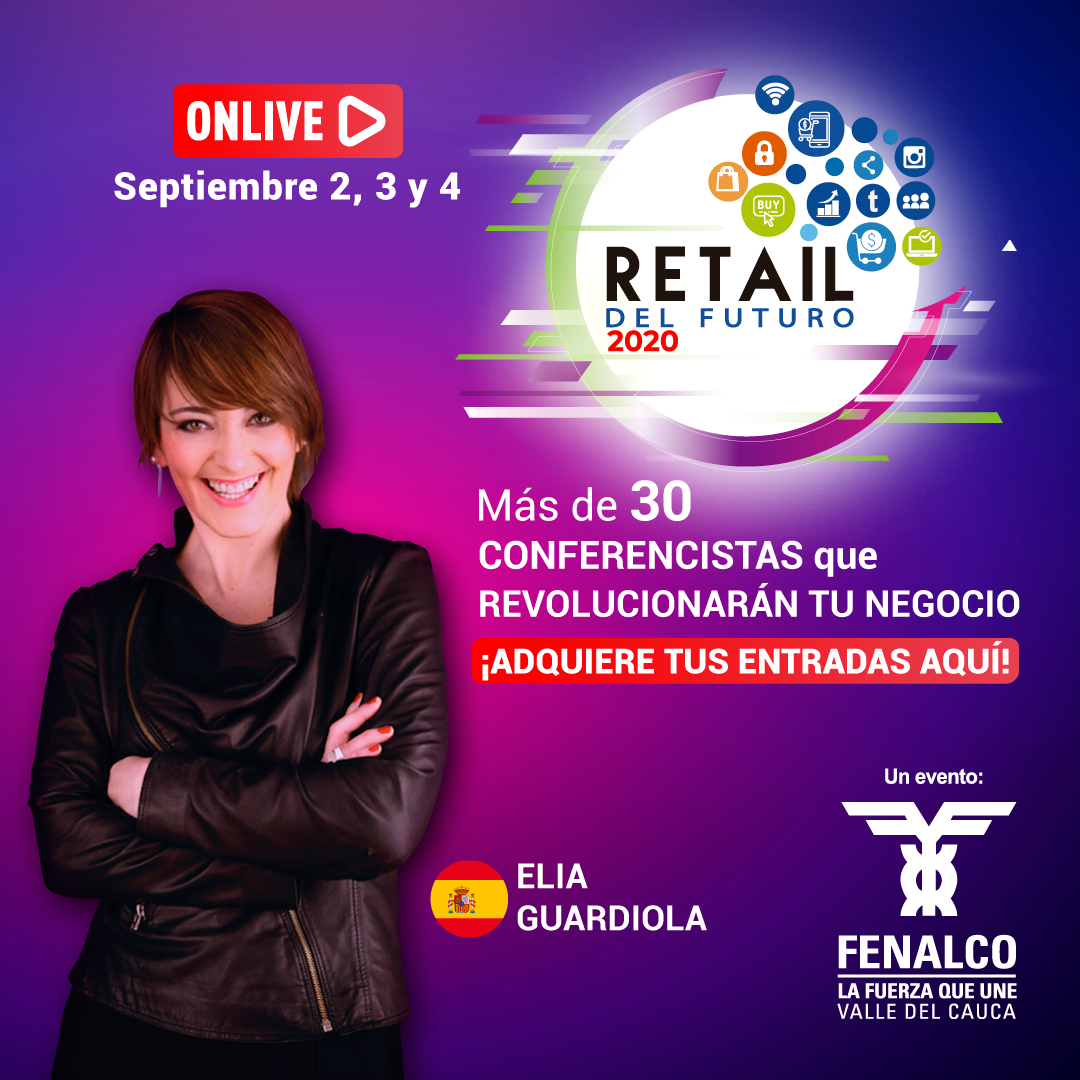 ONLIVE
Septiembre 2, 3 y 4
BUY
t
$
RETAIL
DEL FUTURO
2020
Más de 30
CONFERENCISTAS que
REVOLUCIONARÁN TU NEGOCIO
¡ADQUIERE TUS ENTRADAS AQUÍ!
Un evento:
ELIA
GUARDIOLA
FENALCO
LA FUERZA QUE UNE
VALLE DEL CAUCA